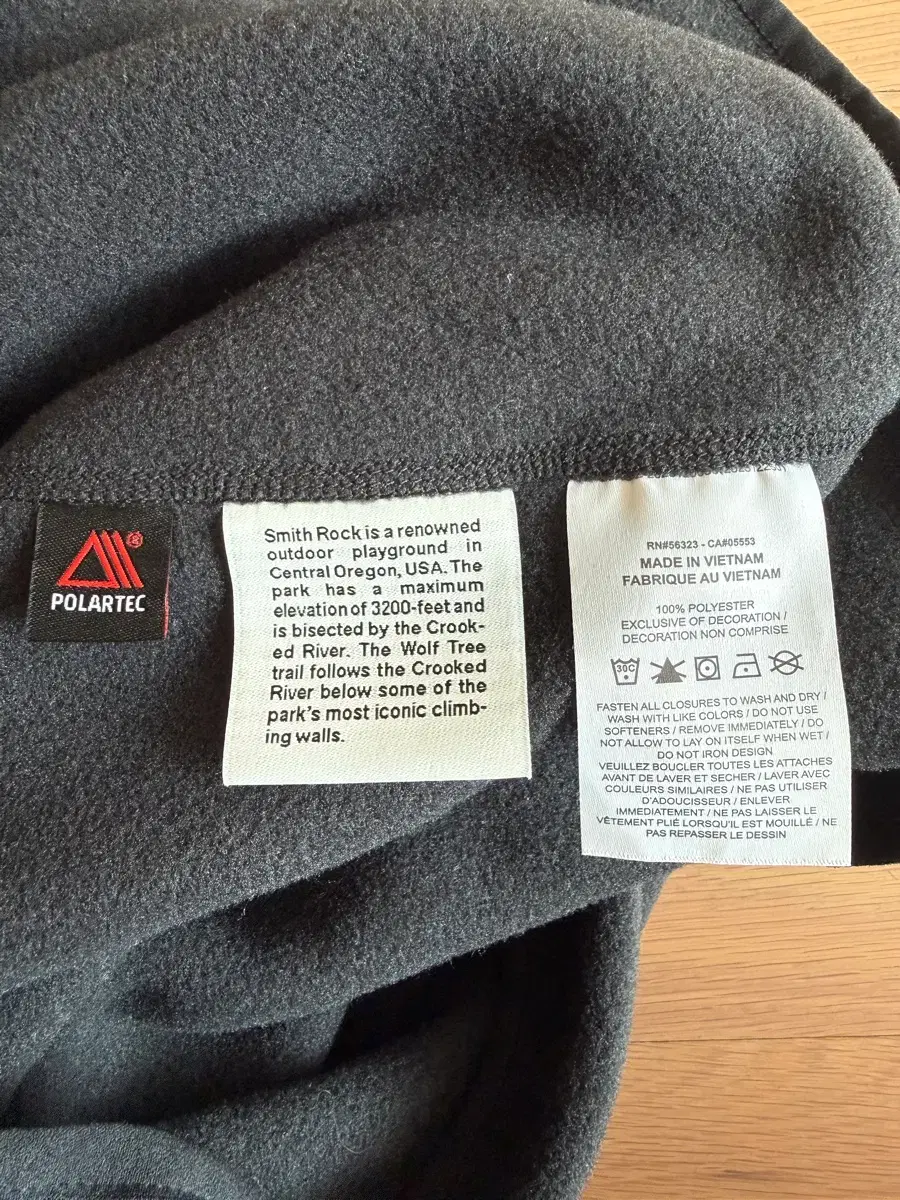 POLARTEC
Smith Rock is a renowned
outdoor playground in
Central Oregon, USA. The
park has a maximum
elevation of 3200-feet and
is bisected by the Crook-
ed River. The Wolf Tree
trail follows the Crooked
River below some of the
park's most iconic climb-
ing walls.
RN#56323 - CA#05553
MADE IN VIETNAM
FABRIQUE AU VIETNAM
100% POLYESTER
EXCLUSIVE OF DECORATION /
DECORATION NON COMPRISE
30C
FASTEN ALL CLOSURES TO WASH AND DRY /
WASH WITH LIKE COLORS / DO NOT USE
SOFTENERS / REMOVE IMMEDIATELY / DO
NOT ALLOW TO LAY ON ITSELF WHEN WET /
DO NOT IRON DESIGN
VEUILLEZ BOUCLER TOUTES LES ATTACHES
AVANT DE LAVER ET SECHER / LAVER AVEC
COULEURS SIMILAIRES / NE PAS UTILISER
D'ADOUCISSEUR / ENLEVER
IMMEDIATEMENT / NE PAS LAISSER LE
VÊTEMENT PLIÉ LORSQU'IL EST MOUILLÉ / NE
PAS REPASSER LE DESSIN